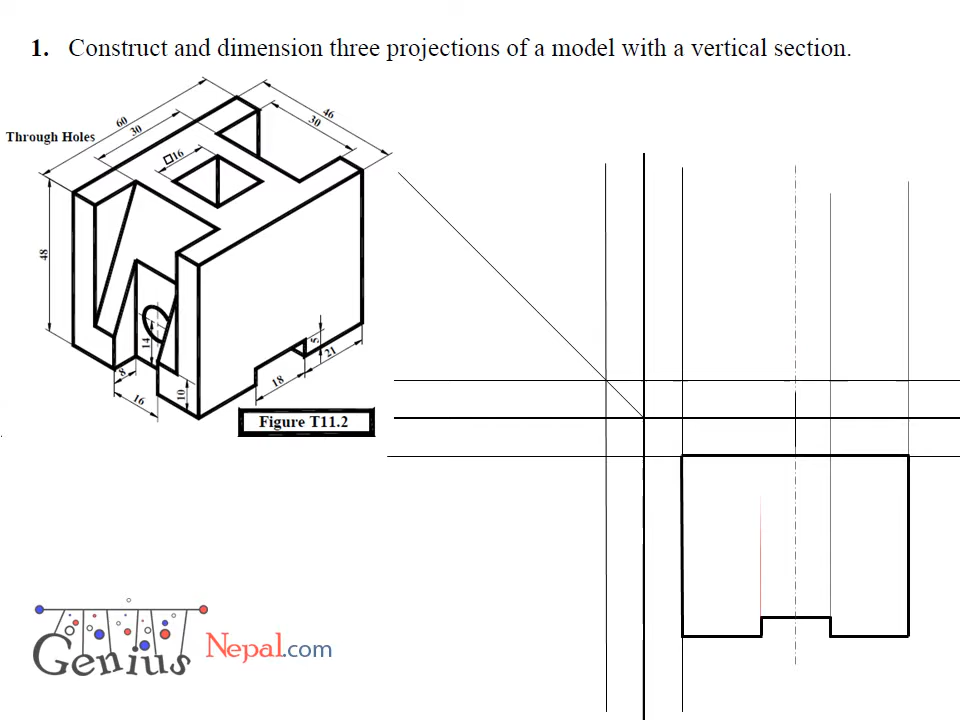 1. Construct and dimension three projections of a model with a vertical section.
60
30
46
30
Through Holes
□16
48
14
5
21
8
18
10
16
Figure T11.2
Genius
Nepal.com